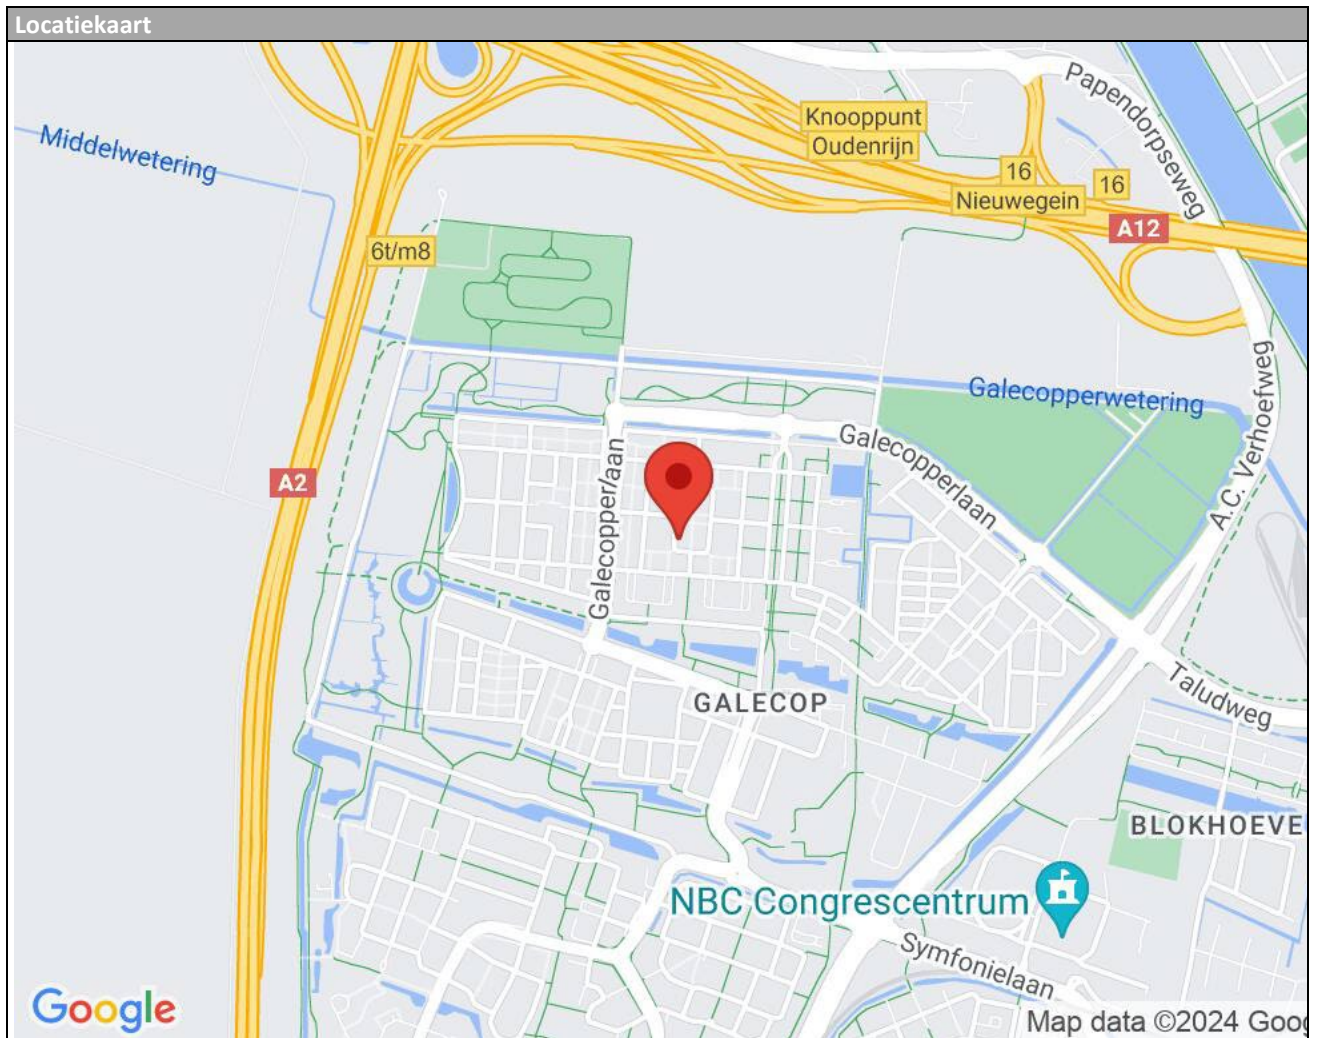 Locatiekaart
Middelwetering
Knooppunt
Oudenrijn
Papendorpseweg
16
16
Nieuwegein
A12
6t/m8
Galecopperwetering
A.C. Verhoefweg
Galecopperlaan
Galecopperlaan
A2
Taludweg
GALECOP
BLOKHOEVE
NBC Congrescentrum
Symfonielaan
Google
Map data ©2024 Goog